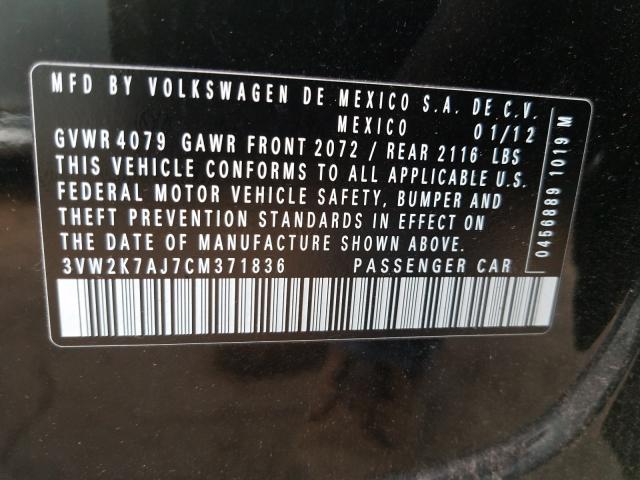 MFD BY VOLKSWAGEN DE MEXICO S.A. DE C.V.
MEXICO 01/12
GVWR 4079 GAWR FRONT 2072 / REAR 2116 LBS
THIS VEHICLE CONFORMS TO ALL APPLICABLE U.S.
FEDERAL MOTOR VEHICLE SAFETY, BUMPER AND
THEFT PREVENTION STANDARDS IN EFFECT ON
THE DATE OF MANUFACTURE SHOWN ABOVE.
3VW2K7AJ7CM371836 PASSENGER CAR
0456889 1019 M